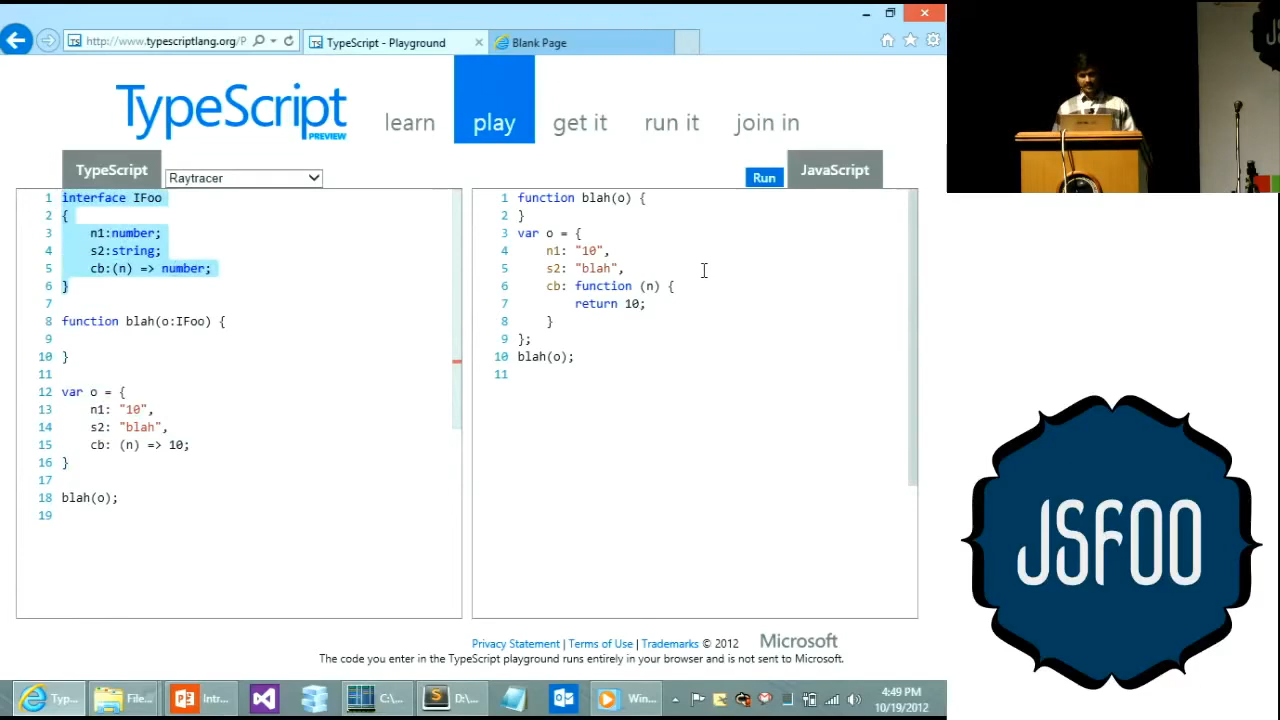 http://www.typescriptlang.org/P
TypeScript - Playground
Blank Page
TypeScript
PREVIEW
learn
play
get it
run it
join in
TypeScript
Raytracer
Run
JavaScript
1 interface IFoo
2 {
3 n1:number;
4 s2:string;
5 cb:(n) => number;
6 }
7
8 function blah(o:IFoo) {
9
10 }
11
12 var o = {
13 n1: "10",
14 s2: "blah",
15 cb: (n) => 10;
16 }
17
18 blah(o);
19
1 function blah(o) {
2 }
3 var o = {
4 n1: "10",
5 s2: "blah",
6 cb: function (n) {
7 return 10;
8 }
9 };
10 blah(o);
11
Privacy Statement | Terms of Use | Trademarks © 2012 Microsoft
The code you enter in the TypeScript playground runs entirely in your browser and is not sent to Microsoft.
Typ...
File...
Intr...
C:\...
D:\...
Win...
4:49 PM
10/19/2012
JSFOO